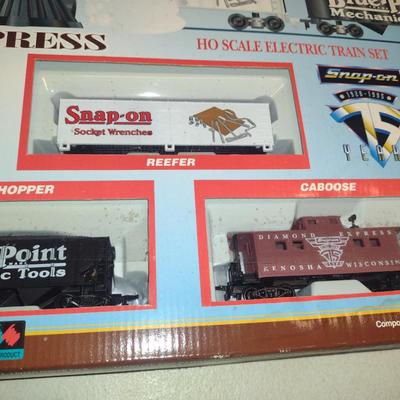 PRESS
HO SCALE ELECTRIC TRAIN SET
Mechanic
Snap-on
1920-1995
75
YEARS
Snap-on
Socket Wrenches
REEFER
HOPPER
CABOOSE
Point
c Tools
DIAMOND EXPRESS
75
KENOSHA WISCONSIN
PRODUCT
Compo